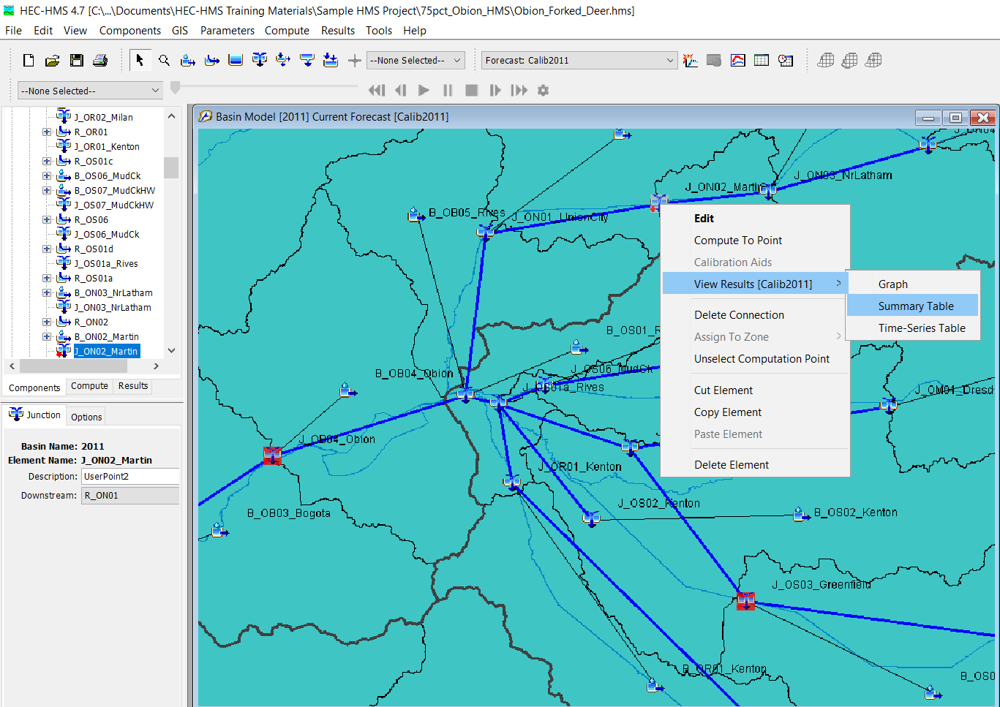 HEC-HMS 4.7 [C:\...\Documents\HEC-HMS Training Materials\Sample HMS Project\75pct_Obion_HMS\Obion_Forked_Deer.hms]
File Edit View Components GIS Parameters Compute Results Tools Help
--None Selected--
Forecast: Calib2011
--None Selected--
J_OR02_Milan
R_OR01
J_OR01_Kenton
R_OS01c
B_OS06_MudCk
B_OS07_MudCkHW
J_OS07_MudCkHW
R_OS06
J_OS06_MudCk
R_OS01d
J_OS01a_Rives
R_OS01a
B_ON03_NrLatham
J_ON03_NrLatham
R_ON02
B_ON02_Martin
J_ON02_Martin
Components Compute Results
Junction Options
Basin Name: 2011
Element Name: J_ON02_Martin
Description: UserPoint2
Downstream: R_ON01
Basin Model [2011] Current Forecast [Calib2011]
J_ON03_NrLatham
J_ON02_Martin
B_OB05_Rives
J_ON01_UnionCity
Edit
Compute To Point
Calibration Aids
View Results [Calib2011]
Delete Connection
Assign To Zone
Unselect Computation Point
Cut Element
Copy Element
Paste Element
Delete Element
Graph
Summary Table
Time-Series Table
B_OS01_R
J_OS06_MudCk
B_OB04_Obion
J_OS01a_Rives
J_OM01_Dresd
J_OB04_Obion
J_OR01_Kenton
J_OS02_Kenton
B_OB03_Bogota
B_OS02_Kenton
J_OS03_Greenfield
B_OR01_Kenton
B_OS0